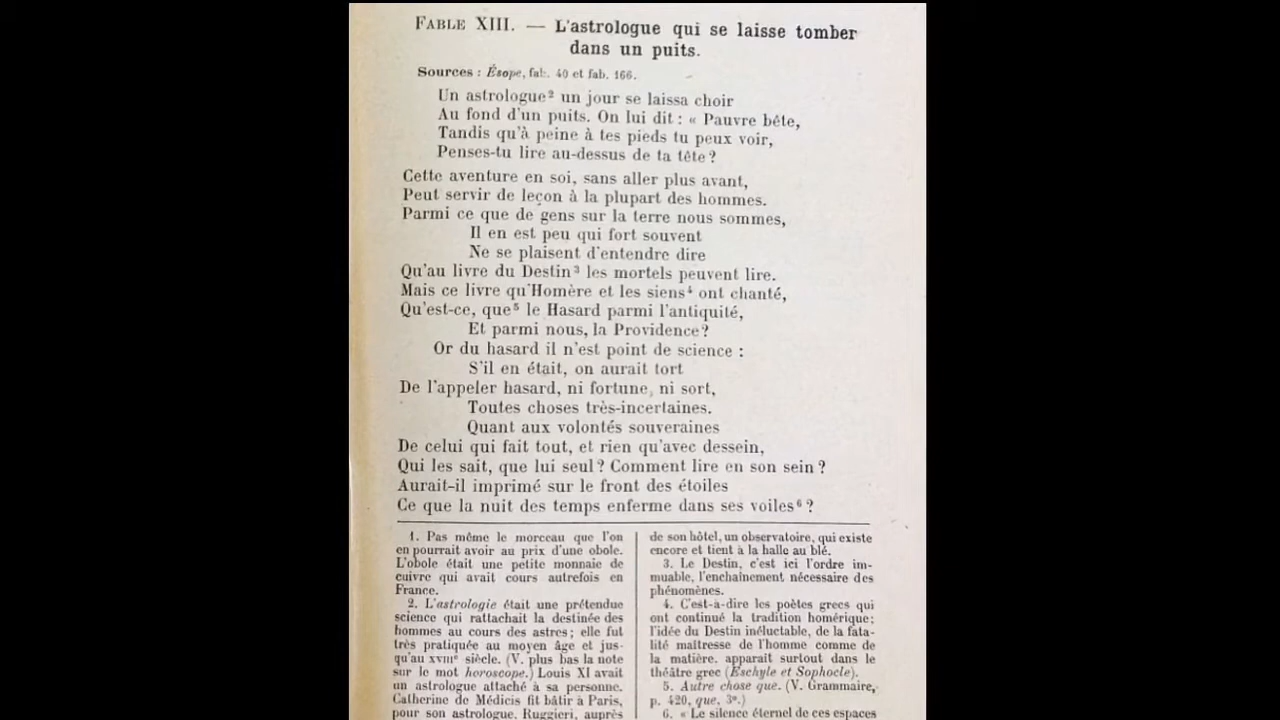 FABLE XIII. — L'astrologue qui se laisse tomber
dans un puits.
Sources : Ésope, fab. 40 et fab. 166.
Un astrologue² un jour se laissa choir
Au fond d'un puits. On lui dit : « Pauvre bête,
Tandis qu'à peine à tes pieds tu peux voir,
Penses-tu lire au-dessus de ta tête ?
Cette aventure en soi, sans aller plus avant,
Peut servir de leçon à la plupart des hommes.
Parmi ce que de gens sur la terre nous sommes,
Il en est peu qui fort souvent
Ne se plaisent d'entendre dire
Qu'au livre du Destin³ les mortels peuvent lire.
Mais ce livre qu'Homère et les siens⁴ ont chanté,
Qu'est-ce, que⁵ le Hasard parmi l'antiquité,
Et parmi nous, la Providence ?
Or du hasard il n'est point de science :
S'il en était, on aurait tort
De l'appeler hasard, ni fortune, ni sort,
Toutes choses très-incertaines.
Quant aux volontés souveraines
De celui qui fait tout, et rien qu'avec dessein,
Qui les sait, que lui seul ? Comment lire en son sein ?
Aurait-il imprimé sur le front des étoiles
Ce que la nuit des temps enferme dans ses voiles⁶ ?
1. Pas même le morceau que l'on
en pourrait avoir au prix d'une obole.
L'obole était une petite monnaie de
cuivre qui avait cours autrefois en
France.
2. L'astrologie était une prétendue
science qui rattachait la destinée des
hommes au cours des astres ; elle fut
très pratiquée au moyen âge et jus-
qu'au XVIIIᵉ siècle. (V. plus bas la note
sur le mot horoscope.) Louis XI avait
un astrologue attaché à sa personne.
Catherine de Médicis fit bâtir à Paris,
pour son astrologue, Ruggieri, auprès
de son hôtel, un observatoire, qui existe
encore et tient à la halle au blé.
3. Le Destin, c'est ici l'ordre im-
muable, l'enchaînement nécessaire des
phénomènes.
4. C'est-à-dire les poètes grecs qui
ont continué la tradition homérique ;
l'idée du Destin inéluctable, de la fata-
lité maîtresse de l'homme comme de
la matière, apparait surtout dans le
théâtre grec (Eschyle et Sophocle).
5. Autre chose que. (V. Grammaire,
p. 420, que, 3°.)
6. « Le silence éternel de ces espaces